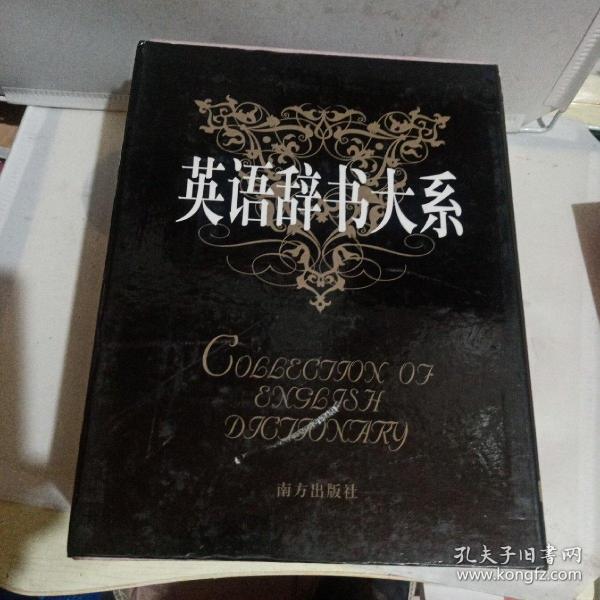 英语辞书大系
COLLECTION OF
ENGLISH
DICTIONARY
南方出版社
孔夫子旧书网
www.kongfz.com